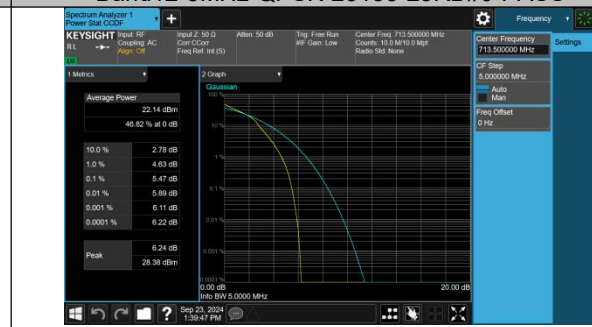 Spectrum Analyzer 1
Power Stat CCDF
Frequency
KEYSIGHT
Input: RF
Input Z: 50 Ω
Atten: 50 dB
Trig: Free Run
Center Freq: 713.500000 MHz
RL
Coupling: AC
Corr CCorr
#IF Gain: Low
Counts: 10.0 M/10.0 Mpt
Align: Off
Freq Ref: Int (S)
Radio Std: None
Center Frequency
713.500000 MHz
Settings
CF Step
5.000000 MHz
Auto
Man
Freq Offset
0 Hz
1 Metrics
2 Graph
Average Power
22.14 dBm
46.82 % at 0 dB
10.0 % 2.78 dB
1.0 % 4.63 dB
0.1 % 5.47 dB
0.01 % 5.89 dB
0.001 % 6.11 dB
0.0001 % 6.22 dB
Peak
6.24 dB
28.38 dBm
Gaussian
100 %
10 %
1 %
0.1 %
0.01 %
0.001 %
0.0001 %
0.00 dB
20.00 dB
Info BW 5.0000 MHz
Sep 23, 2024
1:39:47 PM